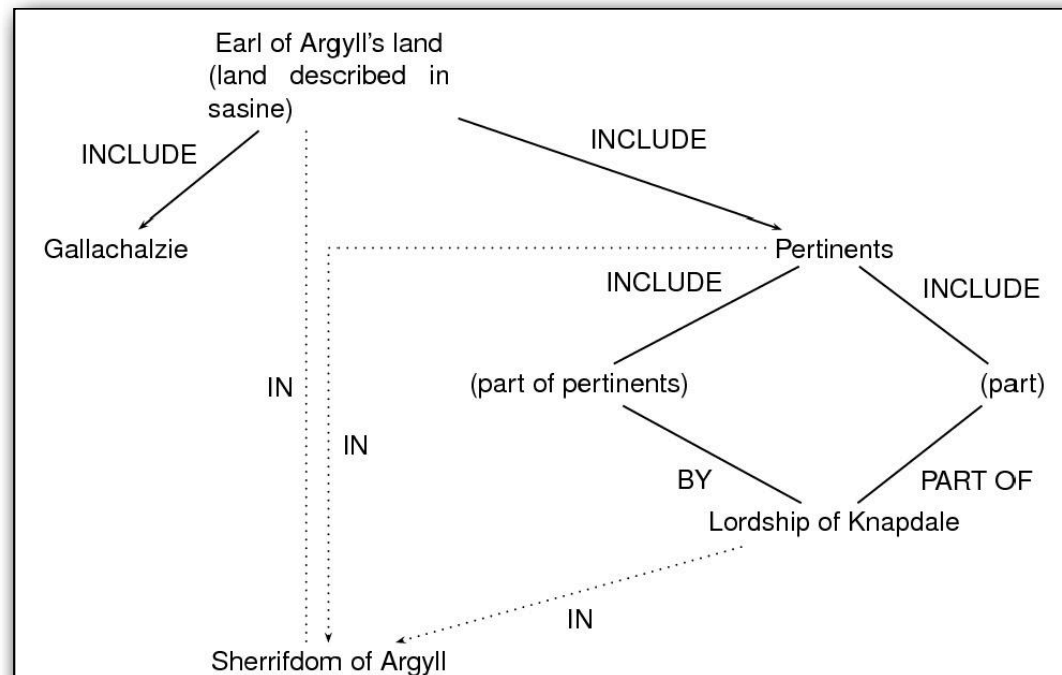 Earl of Argyll's land
(land described in
sasine)
INCLUDE
INCLUDE
Gallachalzie
Pertinents
INCLUDE
INCLUDE
IN
(part of pertinents)
(part)
IN
BY
PART OF
Lordship of Knapdale
IN
Sherrifdom of Argyll